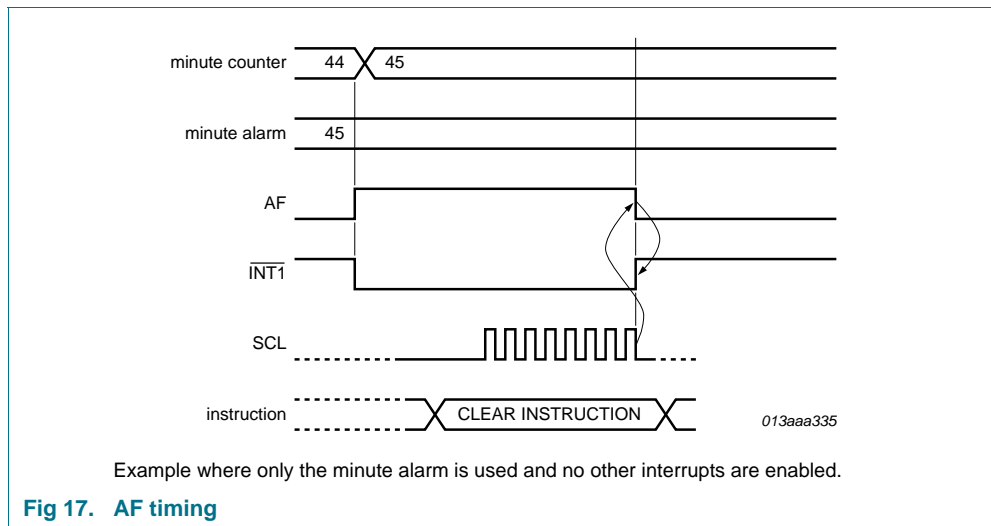 minute counter 44 45
minute alarm 45
AF
INT1
SCL
instruction CLEAR INSTRUCTION 013aaa335
Example where only the minute alarm is used and no other interrupts are enabled.
Fig 17. AF timing